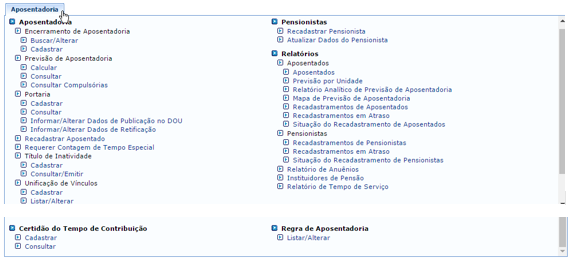 Aposentadoria
Aposentadoria
Encerramento de Aposentadoria
Buscar/Alterar
Cadastrar
Previsão de Aposentadoria
Calcular
Consultar
Consultar Compulsórias
Portaria
Cadastrar
Consultar
Informar/Alterar Dados de Publicação no DOU
Informar/Alterar Dados de Retificação
Recadastrar Aposentado
Requerer Contagem de Tempo Especial
Título de Inatividade
Cadastrar
Consultar/Emitir
Unificação de Vínculos
Cadastrar
Listar/Alterar
Pensionistas
Recadastrar Pensionista
Atualizar Dados do Pensionista
Relatórios
Aposentados
Aposentados
Previsão por Unidade
Relatório Analítico de Previsão de Aposentadoria
Mapa de Previsão de Aposentadoria
Recadastramentos de Aposentados
Recadastramentos em Atraso
Situação do Recadastramento de Aposentados
Pensionistas
Recadastramentos de Pensionistas
Recadastramentos em Atraso
Situação do Recadastramento de Pensionistas
Relatório de Anuênios
Instituidores de Pensão
Relatório de Tempo de Serviço
Certidão do Tempo de Contribuição
Cadastrar
Consultar
Regra de Aposentadoria
Listar/Alterar